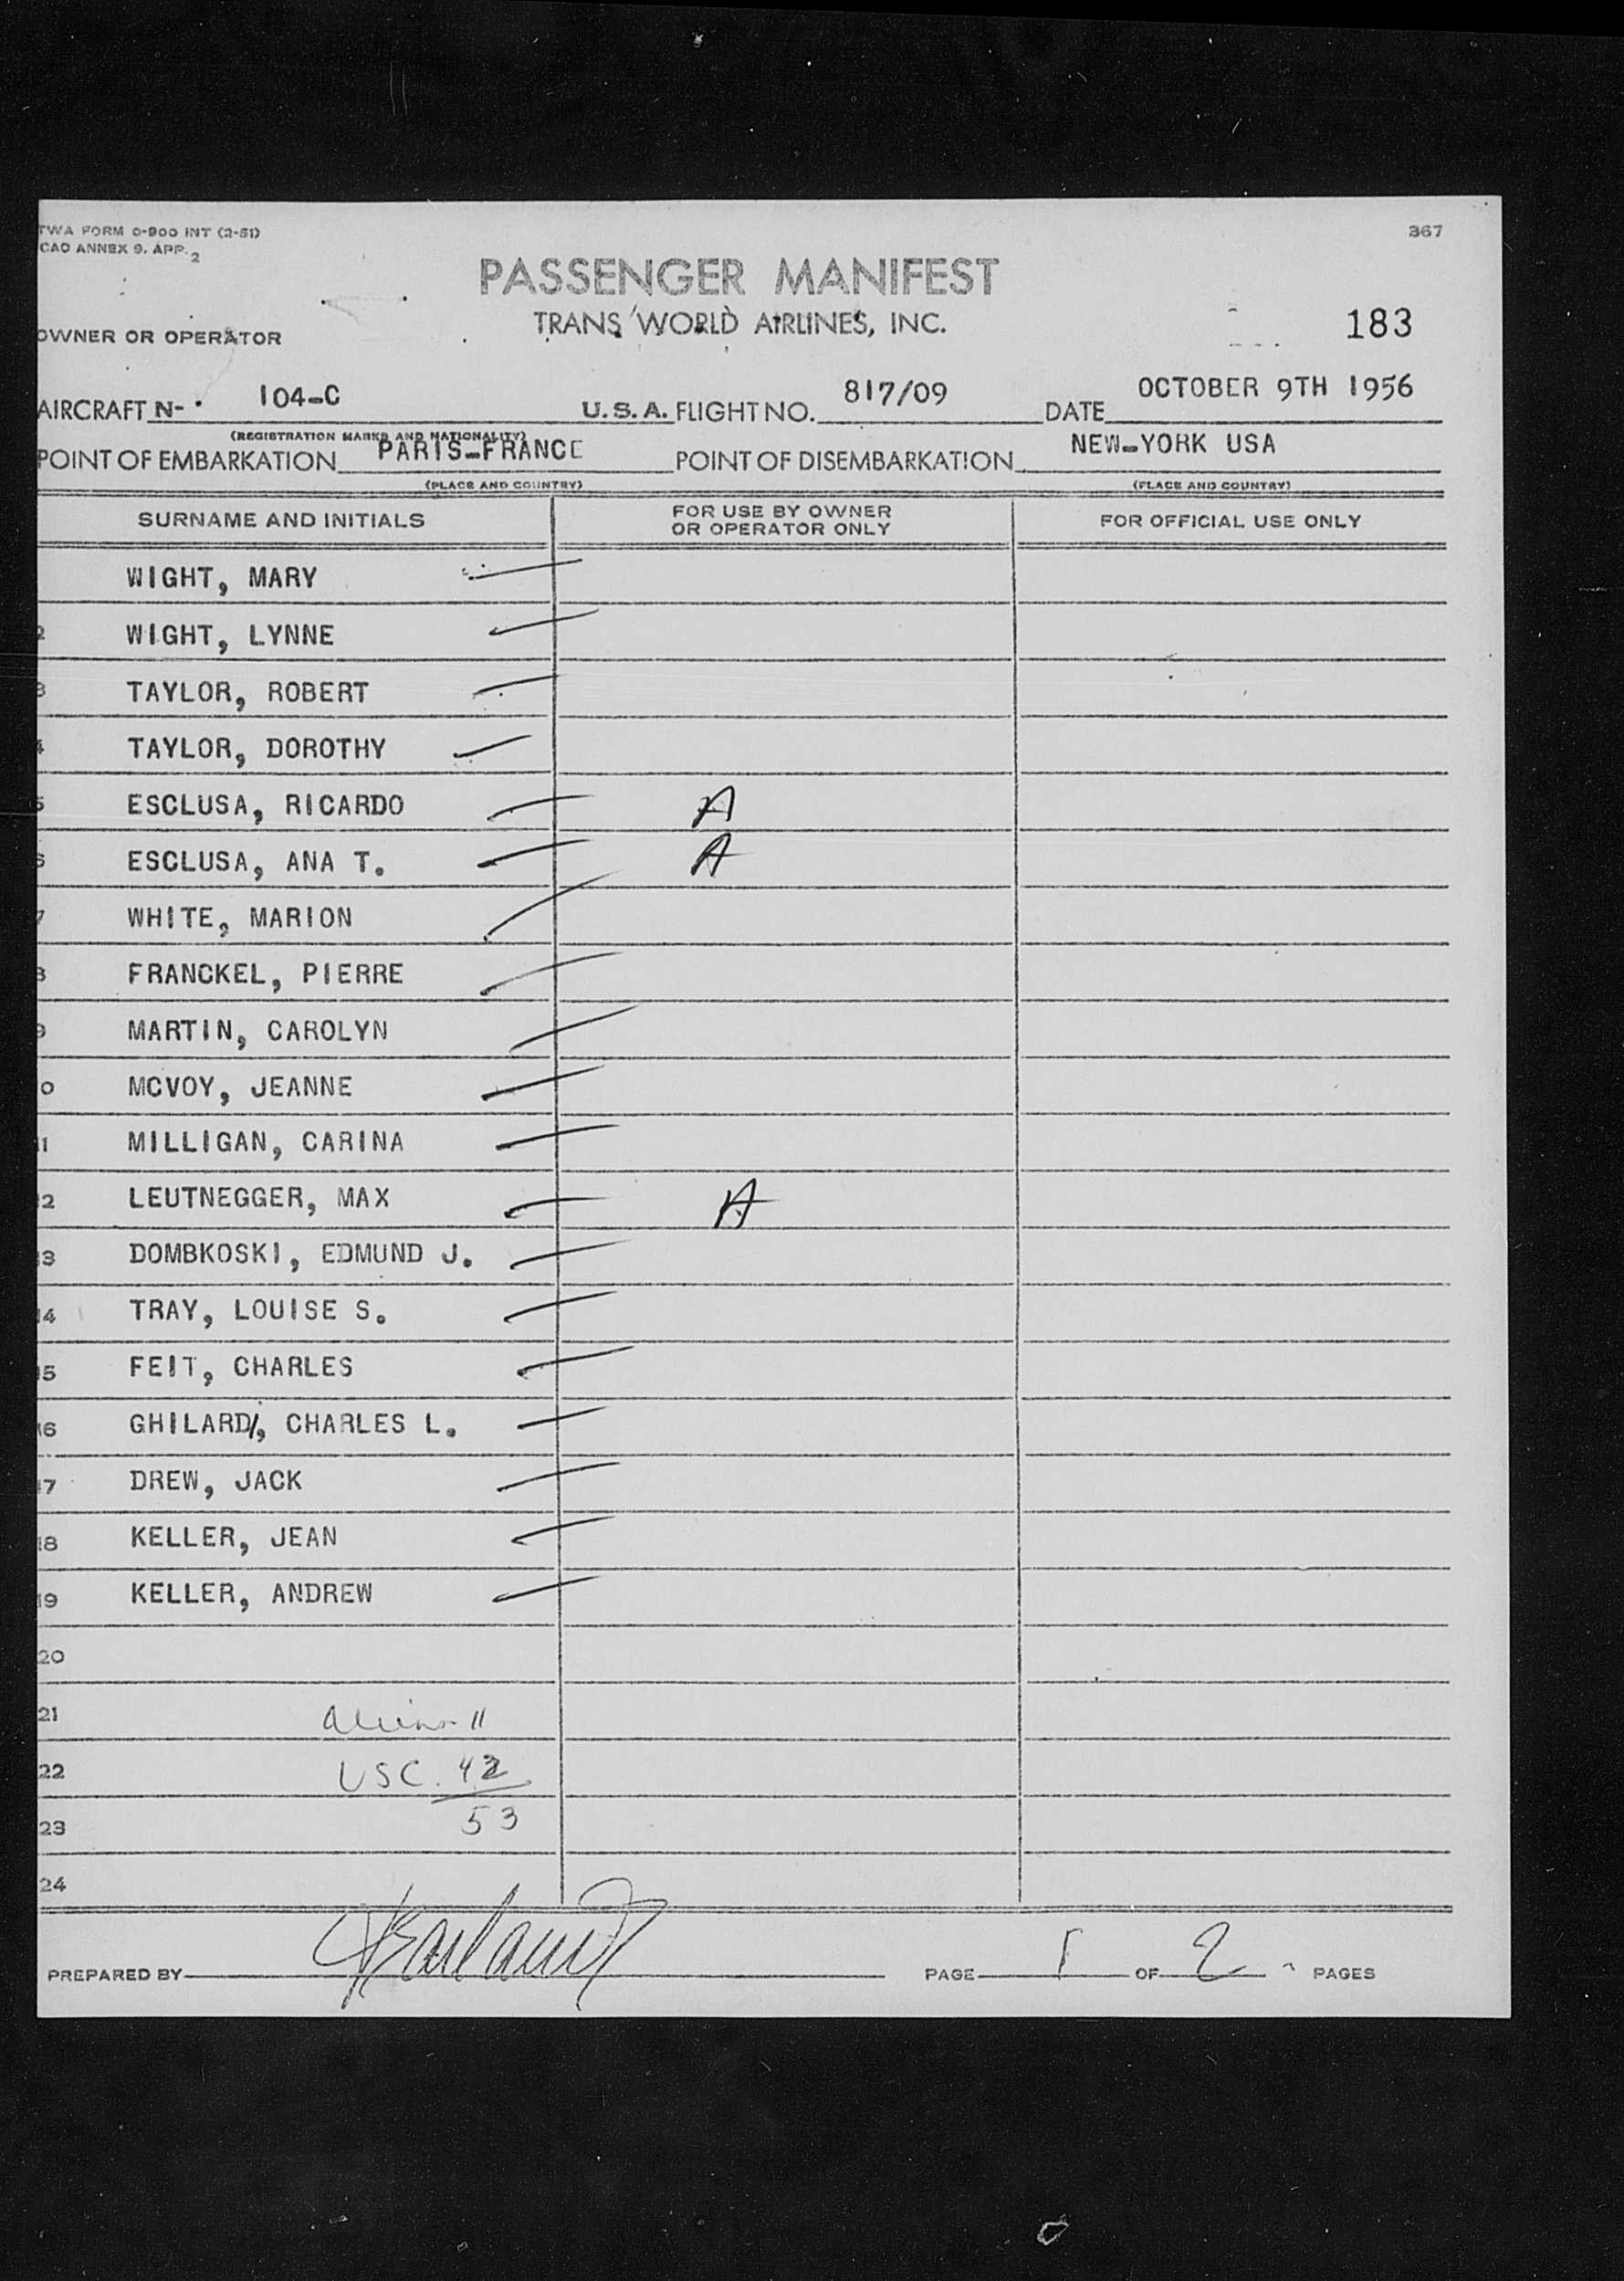 TWA FORM O-900 INT (2-51)
CAO ANNEX 9. APP. 2
367
PASSENGER MANIFEST
TRANS WORLD AIRLINES, INC.
183
OWNER OR OPERATOR
AIRCRAFT N- 104-C U.S.A. FLIGHT NO. 817/09 DATE OCTOBER 9TH 1956
(REGISTRATION MARKS AND NATIONALITY)
POINT OF EMBARKATION PARIS-FRANCE POINT OF DISEMBARKATION NEW-YORK USA
(PLACE AND COUNTRY) (PLACE AND COUNTRY)
SURNAME AND INITIALS FOR USE BY OWNER OR OPERATOR ONLY FOR OFFICIAL USE ONLY
WIGHT, MARY
2 WIGHT, LYNNE
3 TAYLOR, ROBERT
4 TAYLOR, DOROTHY
5 ESCLUSA, RICARDO A
6 ESCLUSA, ANA T. A
7 WHITE, MARION
8 FRANCKEL, PIERRE
9 MARTIN, CAROLYN
0 MCVOY, JEANNE
11 MILLIGAN, CARINA
12 LEUTNEGGER, MAX A
13 DOMBKOSKI, EDMUND J.
14 TRAY, LOUISE S.
15 FEIT, CHARLES
16 GHILARDI, CHARLES L.
17 DREW, JACK
18 KELLER, JEAN
19 KELLER, ANDREW
20
21 11
22 USC. 42
23 53
24
PREPARED BY PAGE 1 OF 2 PAGES